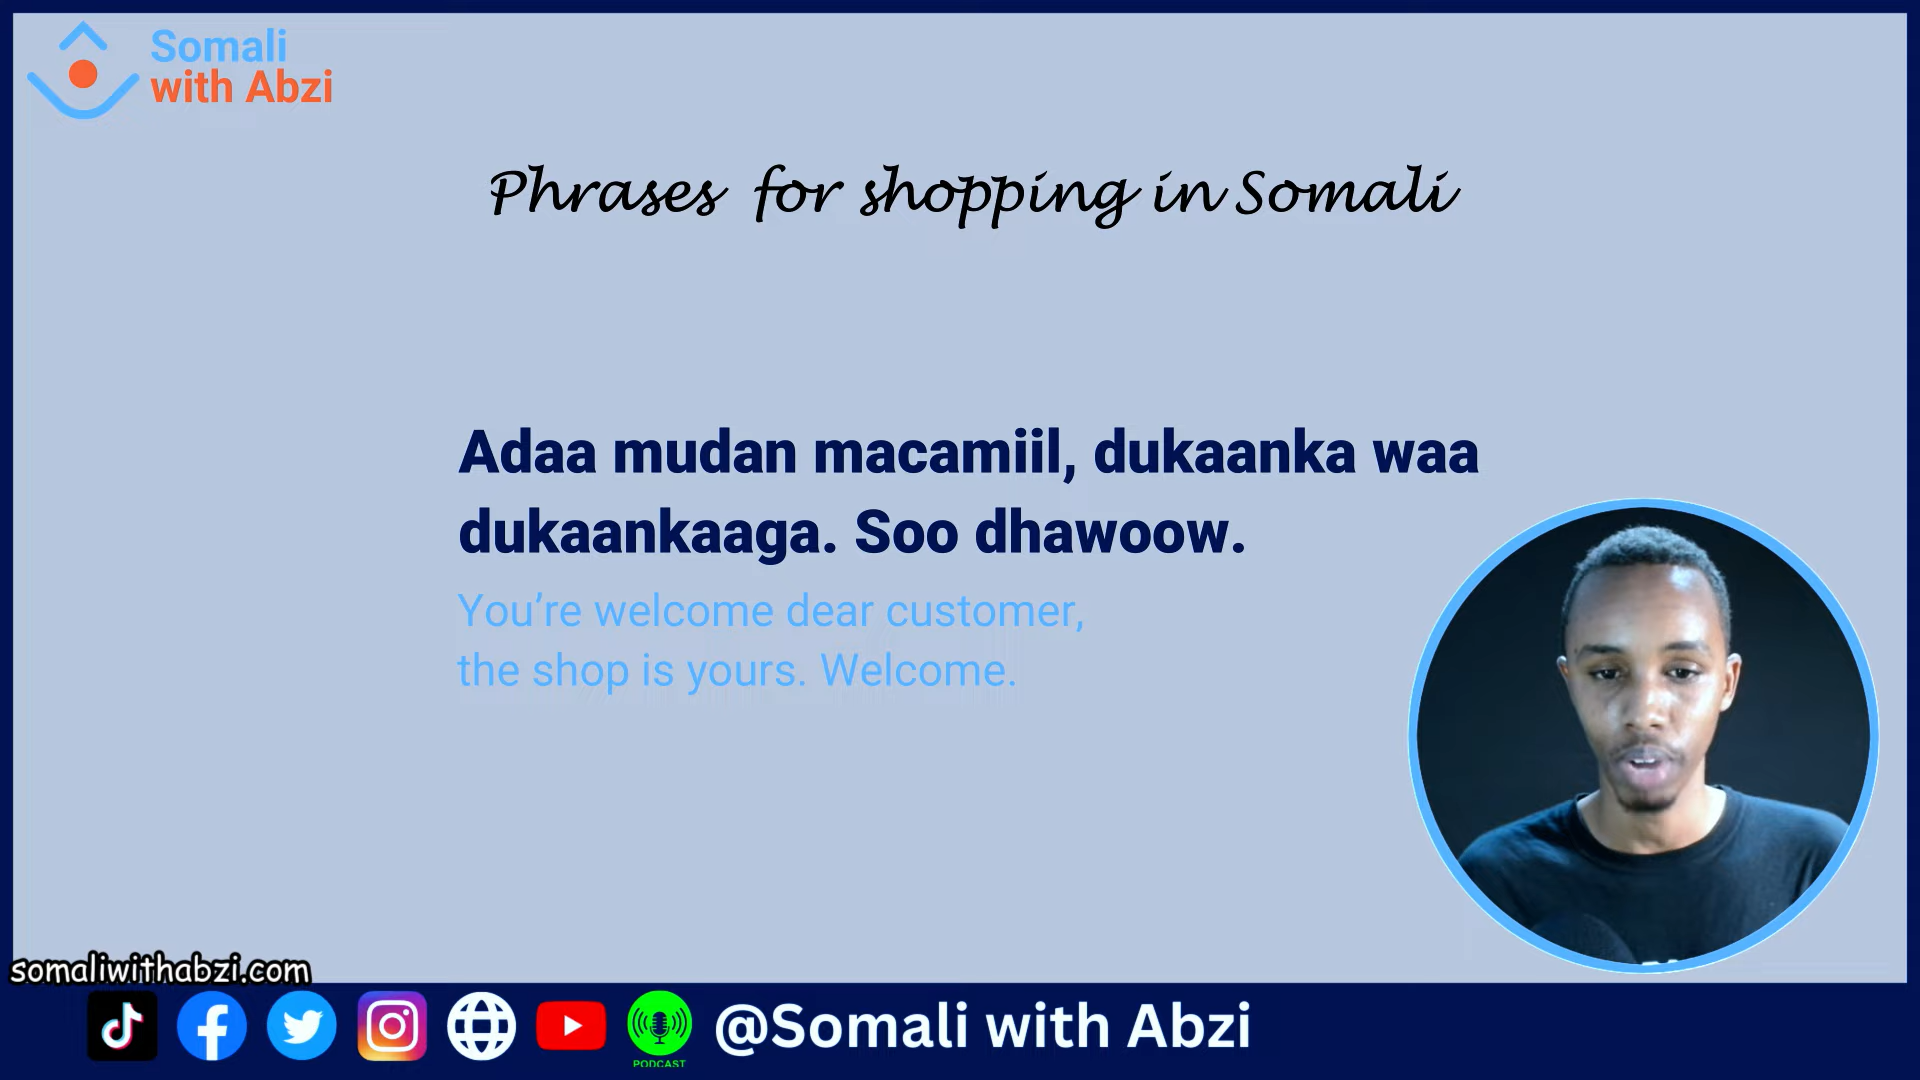 Somali
with Abzi
Phrases for shopping in Somali
Adaa mudan macamiil, dukaanka waa
dukaankaaga. Soo dhawoow.
You’re welcome dear customer,
the shop is yours. Welcome.
somaliwithabzi.com
PODCAST
@Somali with Abzi